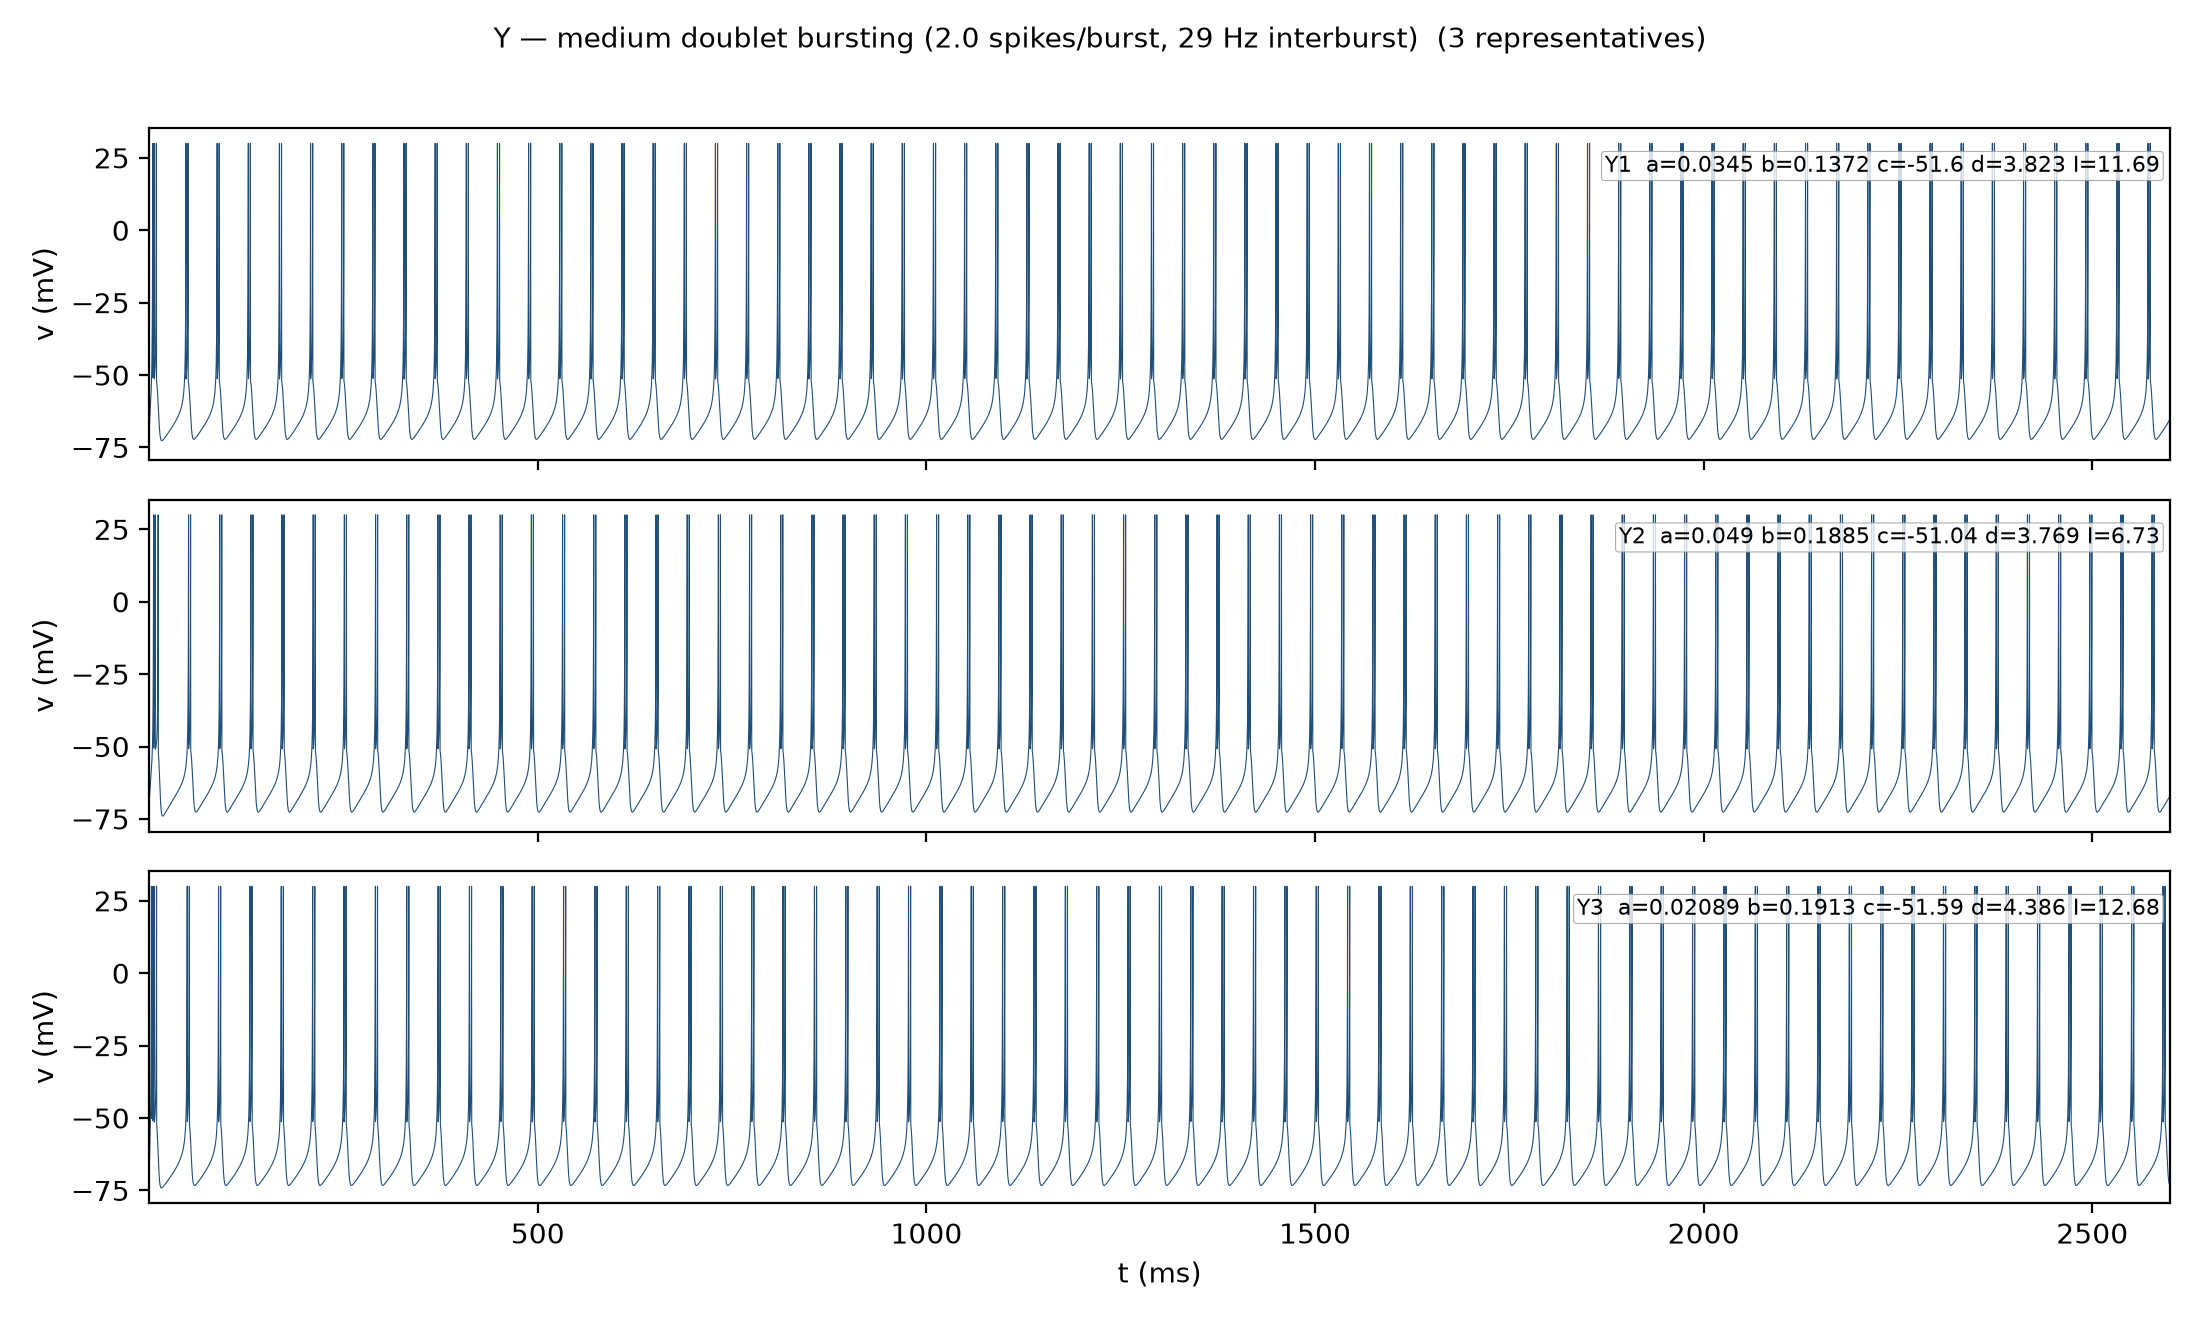 Y — medium doublet bursting (2.0 spikes/burst, 29 Hz interburst)  (3 representatives)
25
0
−25
−50
−75
v (mV)
Y1  a=0.0345 b=0.1372 c=-51.6 d=3.823 I=11.69
25
0
−25
−50
−75
v (mV)
Y2  a=0.049 b=0.1885 c=-51.04 d=3.769 I=6.73
25
0
−25
−50
−75
v (mV)
Y3  a=0.02089 b=0.1913 c=-51.59 d=4.386 I=12.68
500 1000 1500 2000 2500
t (ms)